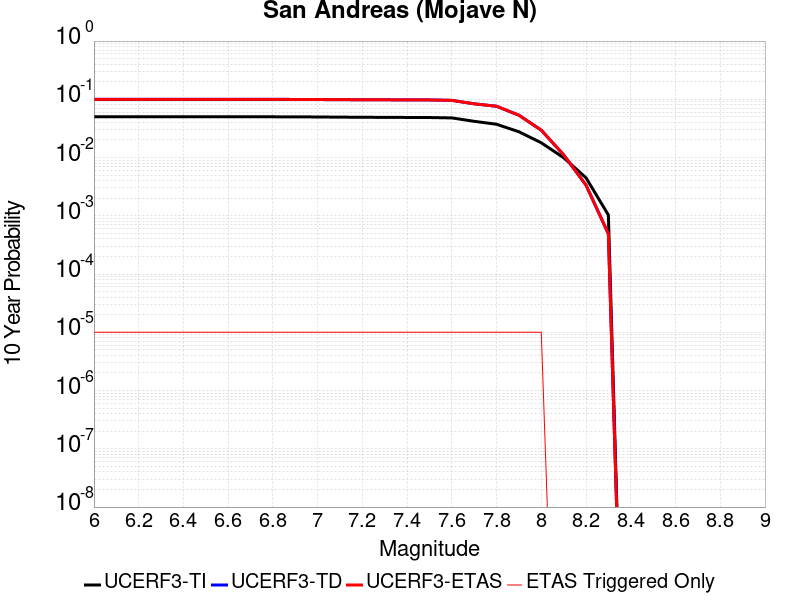 San Andreas (Mojave N)
10^0
10^-1
10^-2
10^-3
10^-4
10^-5
10^-6
10^-7
10^-8
10 Year Probability
6 6.2 6.4 6.6 6.8 7 7.2 7.4 7.6 7.8 8 8.2 8.4 8.6 8.8 9
Magnitude
UCERF3-TI UCERF3-TD UCERF3-ETAS ETAS Triggered Only